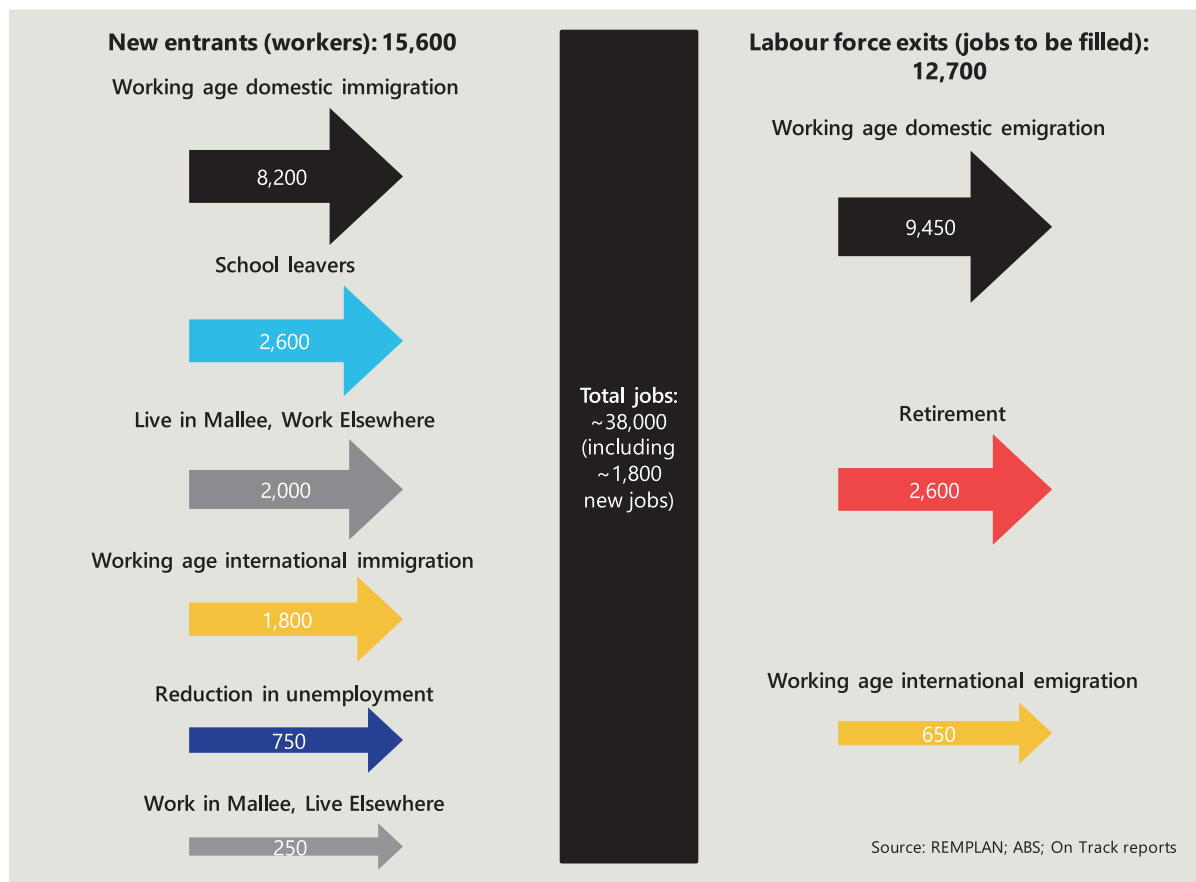 New entrants (workers): 15,600
Working age domestic immigration
8,200
School leavers
2,600
Live in Mallee, Work Elsewhere
2,000
Working age international immigration
1,800
Reduction in unemployment
750
Work in Mallee, Live Elsewhere
250
Total jobs:
~38,000
(including
~1,800
new jobs)
Labour force exits (jobs to be filled):
12,700
Working age domestic emigration
9,450
Retirement
2,600
Working age international emigration
650
Source: REMPLAN; ABS; On Track reports